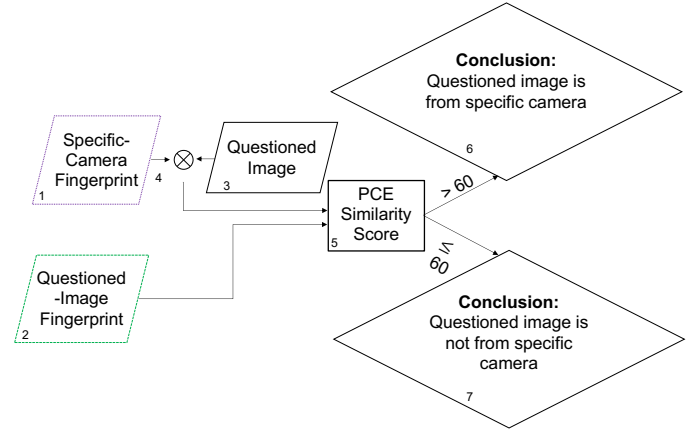 Conclusion:
Questioned image is
from specific camera
6
Specific-
Camera
Fingerprint
1
4
Questioned
Image
3
PCE
Similarity
Score
5
> 60
≤ 60
Questioned
-Image
Fingerprint
2
Conclusion:
Questioned image is
not from specific
camera
7